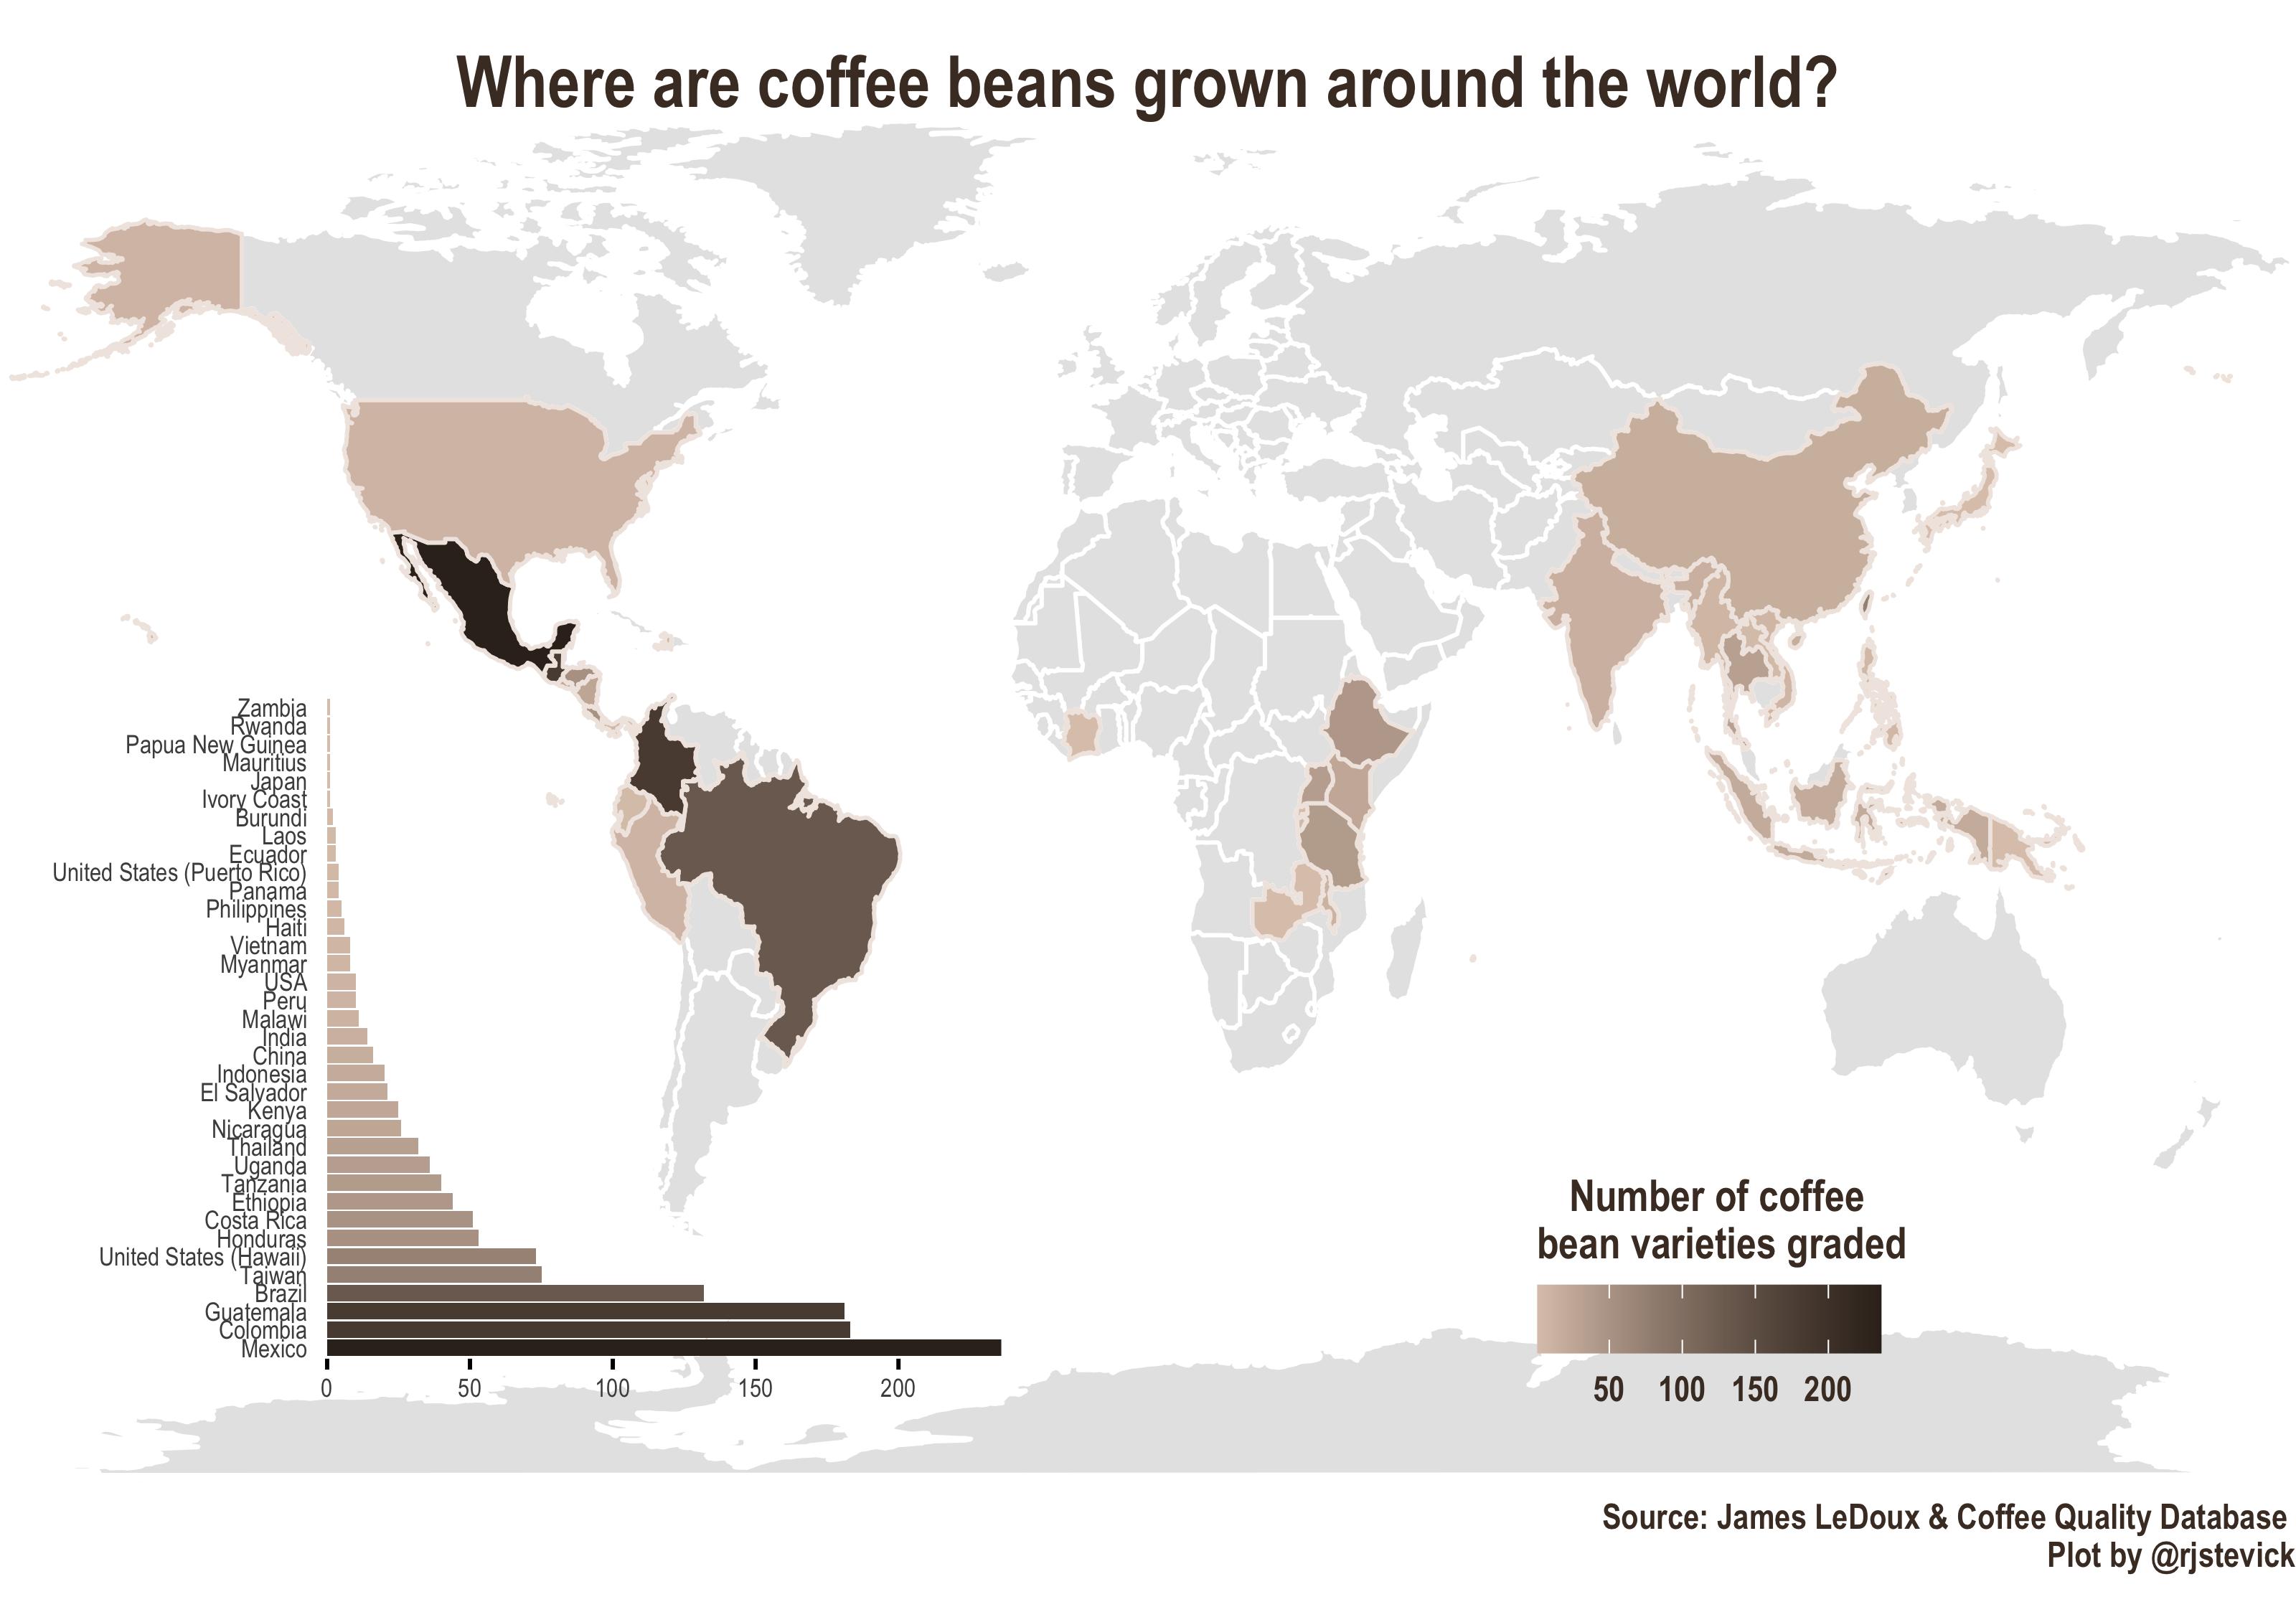 Where are coffee beans grown around the world?
Zambia
Rwanda
Papua New Guinea
Mauritius
Japan
Ivory Coast
Burundi
Laos
Ecuador
United States (Puerto Rico)
Panama
Philippines
Haiti
Vietnam
Myanmar
USA
Peru
Malawi
India
China
Indonesia
El Salvador
Kenya
Nicaragua
Thailand
Uganda
Tanzania
Ethiopia
Costa Rica
Honduras
United States (Hawaii)
Taiwan
Brazil
Guatemala
Colombia
Mexico
0 50 100 150 200
Number of coffee
bean varieties graded
50 100 150 200
Source: James LeDoux & Coffee Quality Database
Plot by @rjstevick